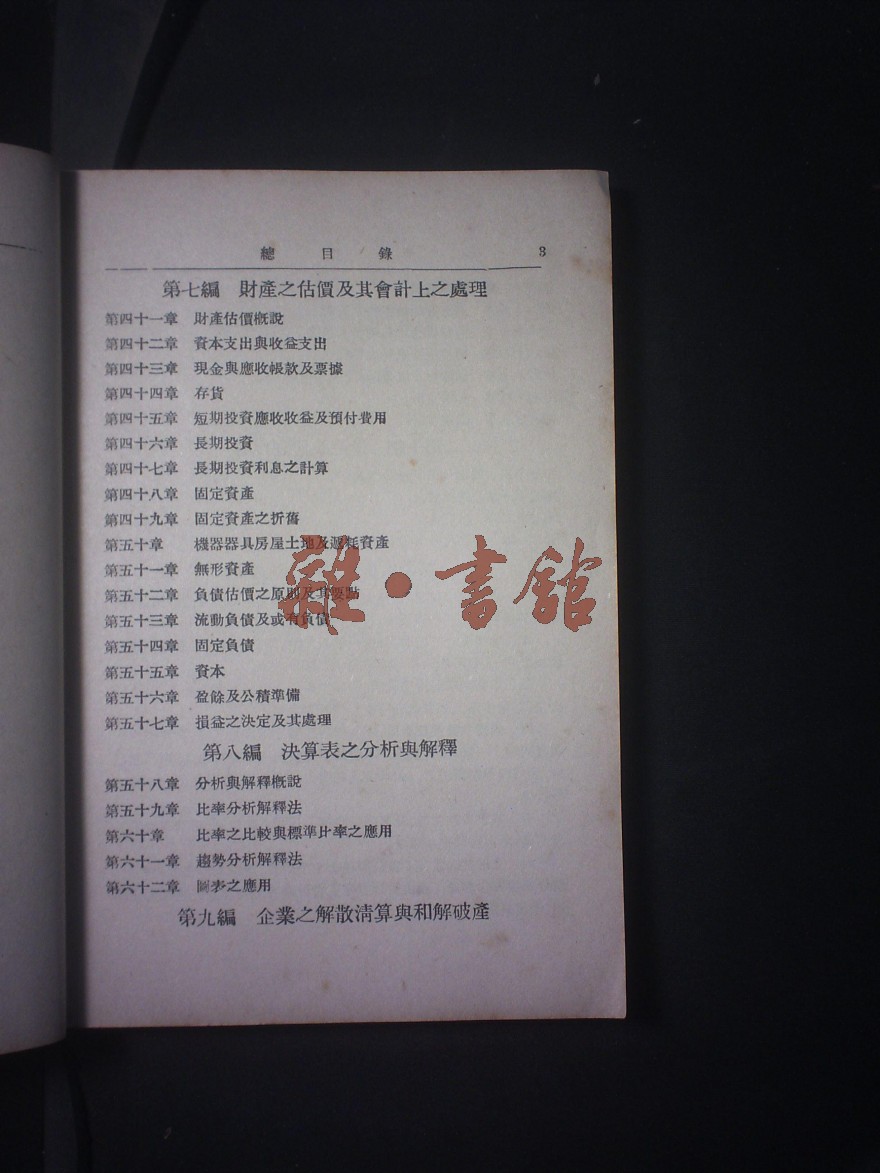 總 目 錄 3
第七編 財產之估價及其會計上之處理
第四十一章 財產估價概說
第四十二章 資本支出與收益支出
第四十三章 現金與應收帳款及票據
第四十四章 存貨
第四十五章 短期投資應收收益及預付費用
第四十六章 長期投資
第四十七章 長期投資利息之計算
第四十八章 固定資產
第四十九章 固定資產之折舊
第五十章 機器器具房屋土地及遞耗資產
第五十一章 無形資產
第五十二章 負債估價之原則及其要點
第五十三章 流動負債及或有負債
第五十四章 固定負債
第五十五章 資本
第五十六章 盈餘及公積準備
第五十七章 損益之決定及其處理
第八編 決算表之分析與解釋
第五十八章 分析與解釋概說
第五十九章 比率分析解釋法
第六十章 比率之比較與標準比率之應用
第六十一章 趨勢分析解釋法
第六十二章 圖表之應用
第九編 企業之解散清算與和解破產
雜·書館